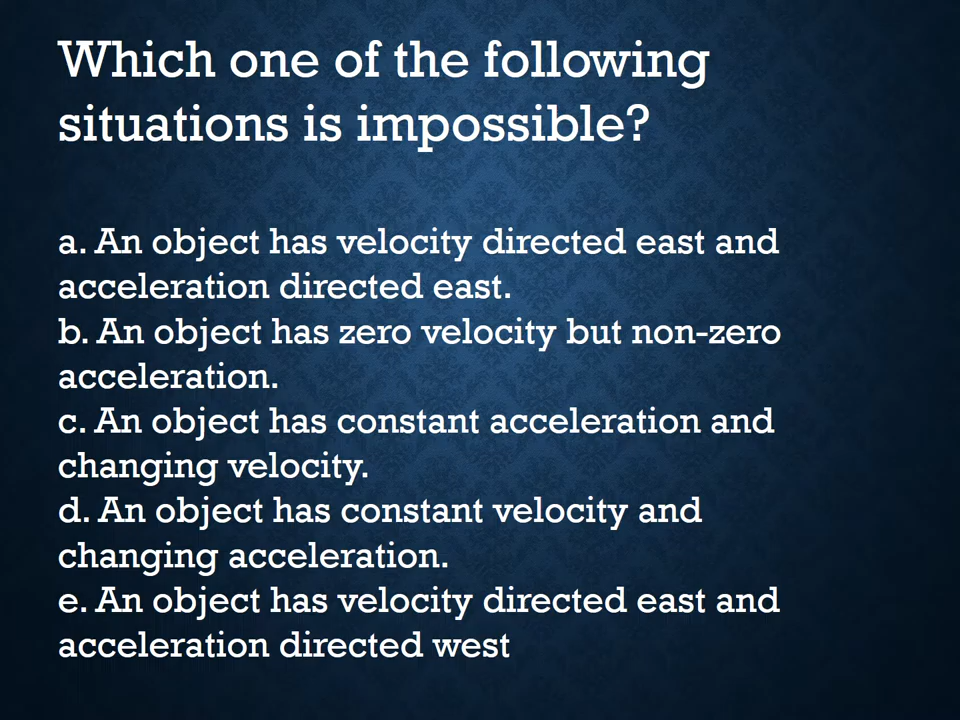 Which one of the following
situations is impossible?
a. An object has velocity directed east and
acceleration directed east.
b. An object has zero velocity but non-zero
acceleration.
c. An object has constant acceleration and
changing velocity.
d. An object has constant velocity and
changing acceleration.
e. An object has velocity directed east and
acceleration directed west